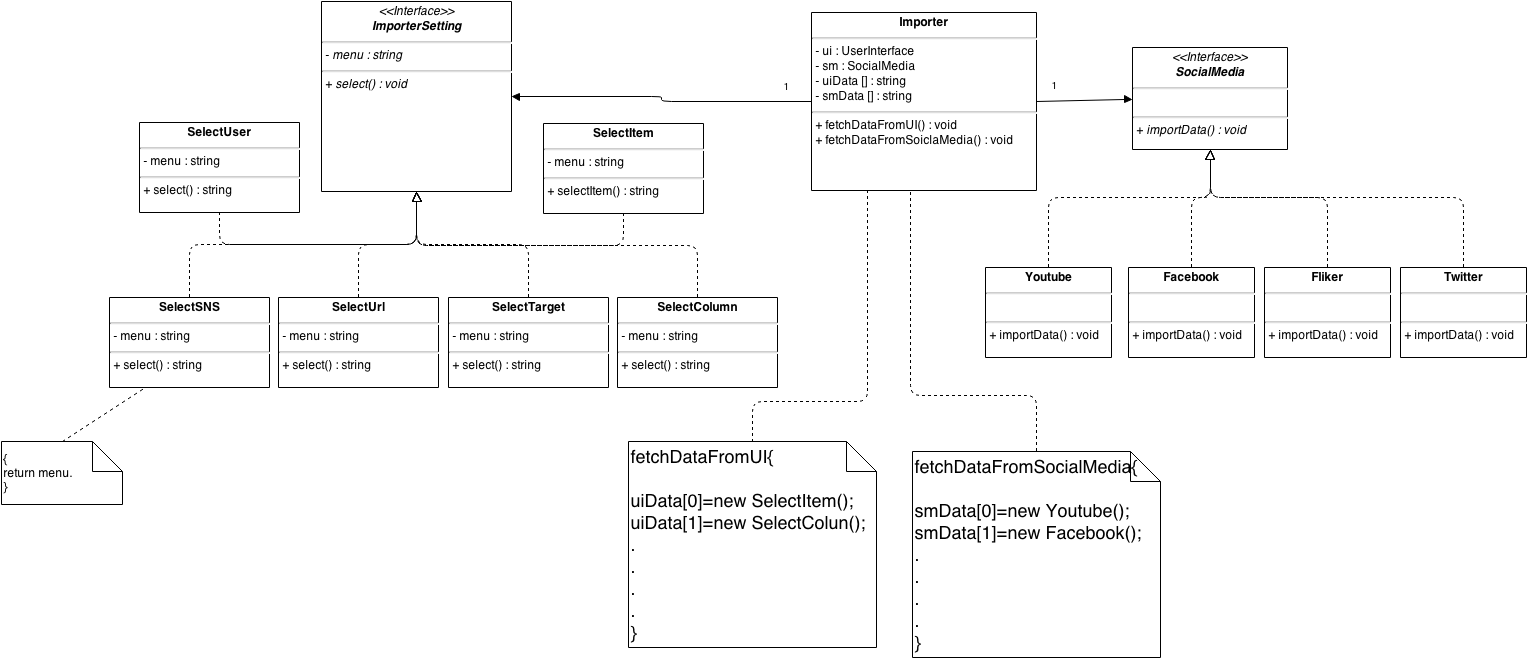 <<Interface>>
ImporterSetting
- menu : string
+ select() : void
Importer
- ui : UserInterface
- sm : SocialMedia
- uiData [] : string
- smData [] : string
+ fetchDataFromUI() : void
+ fetchDataFromSoiclaMedia() : void
1
1
<<Interface>>
SocialMedia
+ importData() : void
SelectUser
- menu : string
+ select() : string
SelectItem
- menu : string
+ selectItem() : string
SelectSNS
- menu : string
+ select() : string
SelectUrl
- menu : string
+ select() : string
SelectTarget
- menu : string
+ select() : string
SelectColumn
- menu : string
+ select() : string
Youtube
+ importData() : void
Facebook
+ importData() : void
Fliker
+ importData() : void
Twitter
+ importData() : void
{
return menu.
}
fetchDataFromUI{
uiData[0]=new SelectItem();
uiData[1]=new SelectColun();
.
.
.
.
}
fetchDataFromSocialMedia{
smData[0]=new Youtube();
smData[1]=new Facebook();
.
.
.
.
}